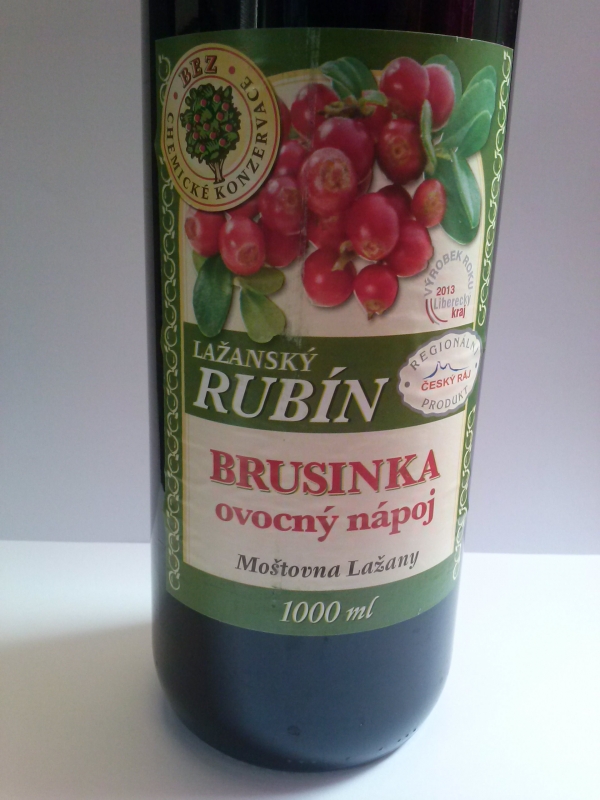 BEZ
CHEMICKÉ KONZERVACE
VÝROBEK ROKU
2013
Liberecký
kraj
LAŽANSKÝ
RUBÍN
REGIONÁLNÍ
ČESKÝ RÁJ
PRODUKT
BRUSINKA
ovocný nápoj
Moštovna Lažany
1000 ml